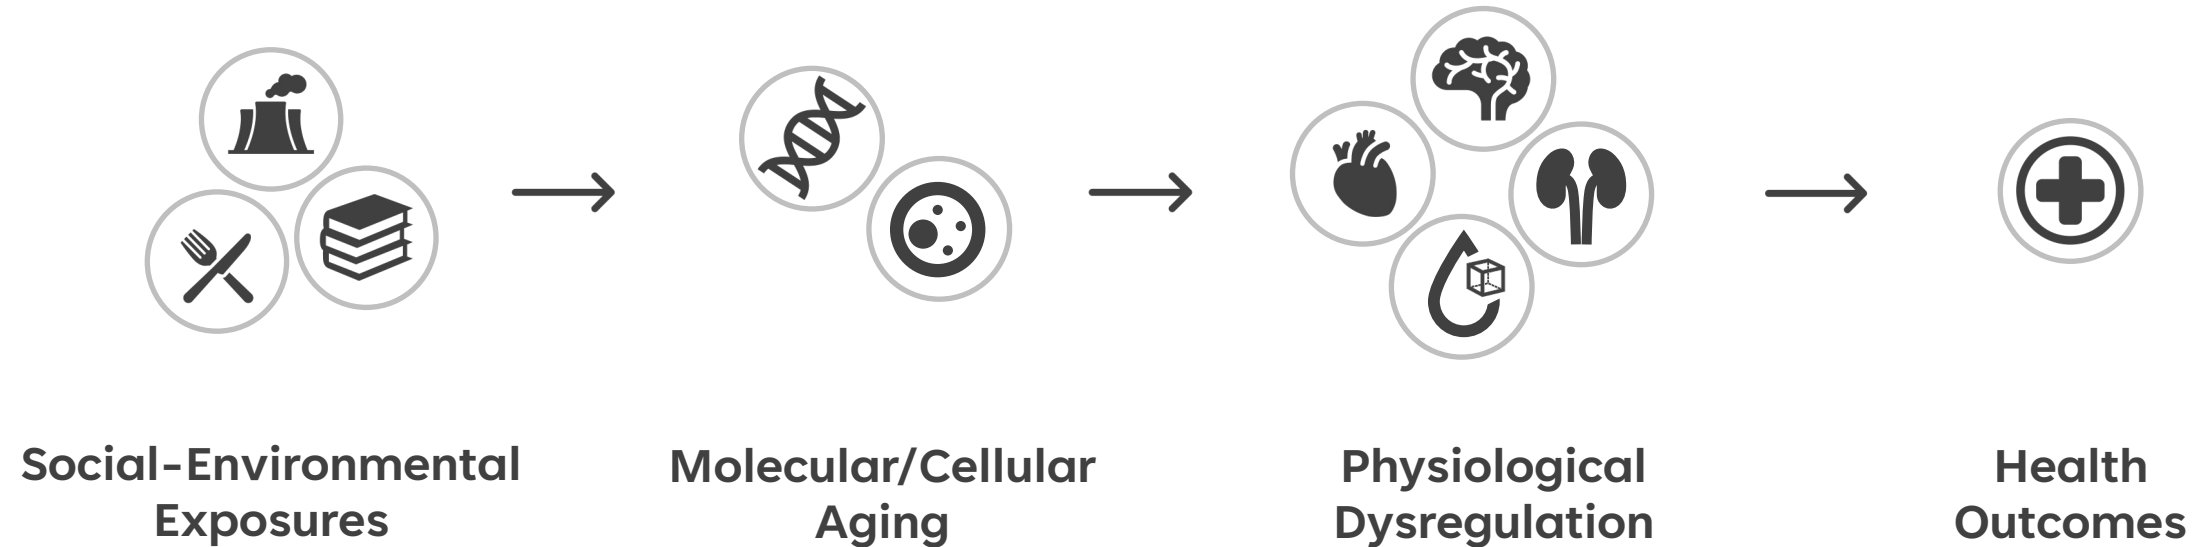 Social-Environmental
Exposures
Molecular/Cellular
Aging
Physiological
Dysregulation
Health
Outcomes